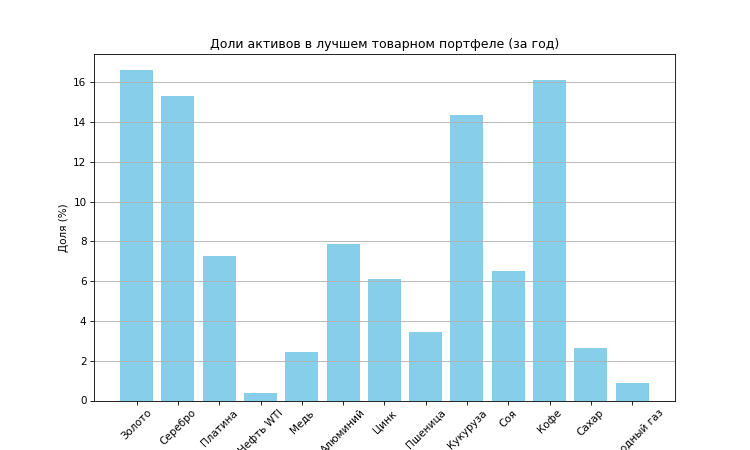 Доли активов в лучшем товарном портфеле (за год)
Доля (%)
16
14
12
10
8
6
4
2
0
Золото
Серебро
Платина
Нефть WTI
Медь
Алюминий
Цинк
Пшеница
Кукуруза
Соя
Кофе
Сахар
газ